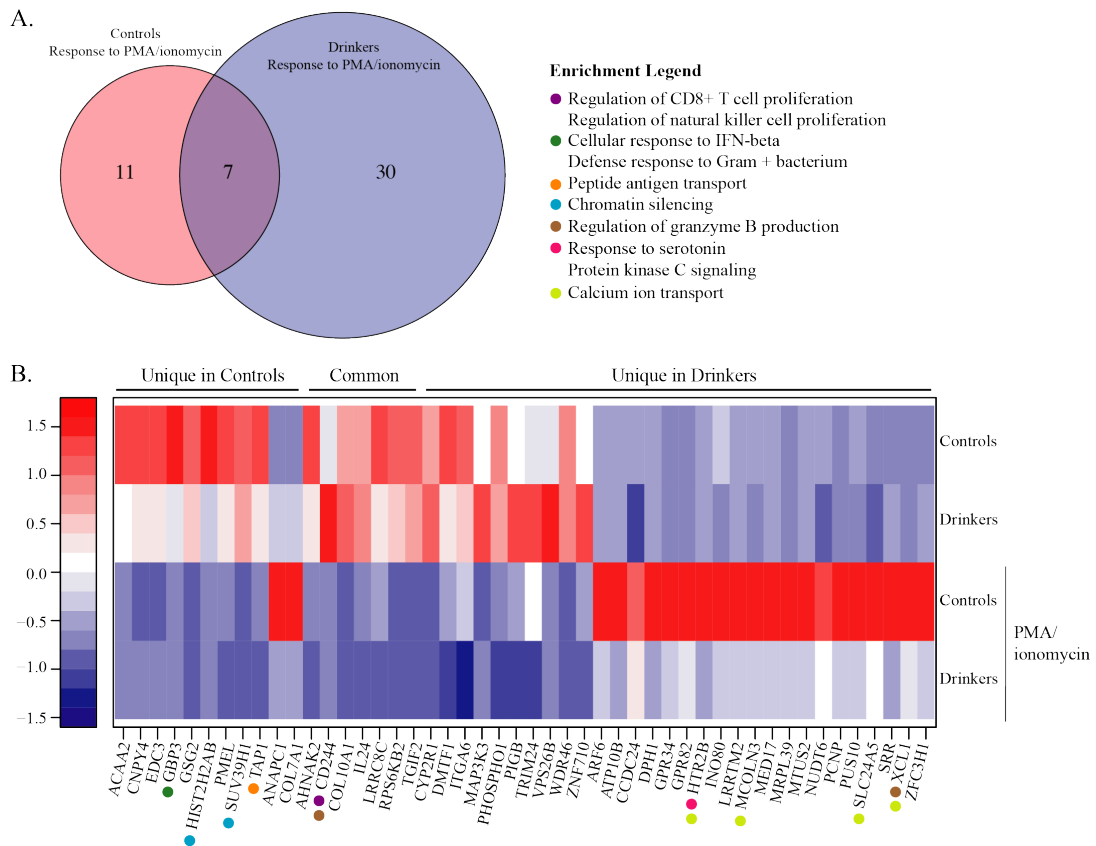 A.
Controls
Response to PMA/ionomycin
Drinkers
Response to PMA/ionomycin
11
7
30
Enrichment Legend
Regulation of CD8+ T cell proliferation
Regulation of natural killer cell proliferation
Cellular response to IFN-beta
Defense response to Gram + bacterium
Peptide antigen transport
Chromatin silencing
Regulation of granzyme B production
Response to serotonin
Protein kinase C signaling
Calcium ion transport
B.
Unique in Controls
Common
Unique in Drinkers
1.5
1.0
0.5
0.0
−0.5
−1.0
−1.5
Controls
Drinkers
Controls
Drinkers
PMA/
ionomycin
ACAA2
CNPY4
EDC3
GBP3
GSG2
HIST2H2AB
PMEL
SUV39H1
TAP1
ANAPC1
COL7A1
AHNAK2
CD244
COL10A1
IL24
LRRC8C
RPS6KB2
TGIF2
CYP2R1
DMTF1
ITGA6
MAP3K3
PHOSPHO1
PIGB
TRIM24
VPS26B
WDR46
ZNF710
ARF6
ATP10B
CCDC24
DPH1
GPR34
GPR82
HTR2B
INO80
LRRTM2
MCOLN3
MED17
MRPL39
MTUS2
NUDT6
PCNP
PUS10
SLC24A5
SRR
XCL1
ZFC3H1